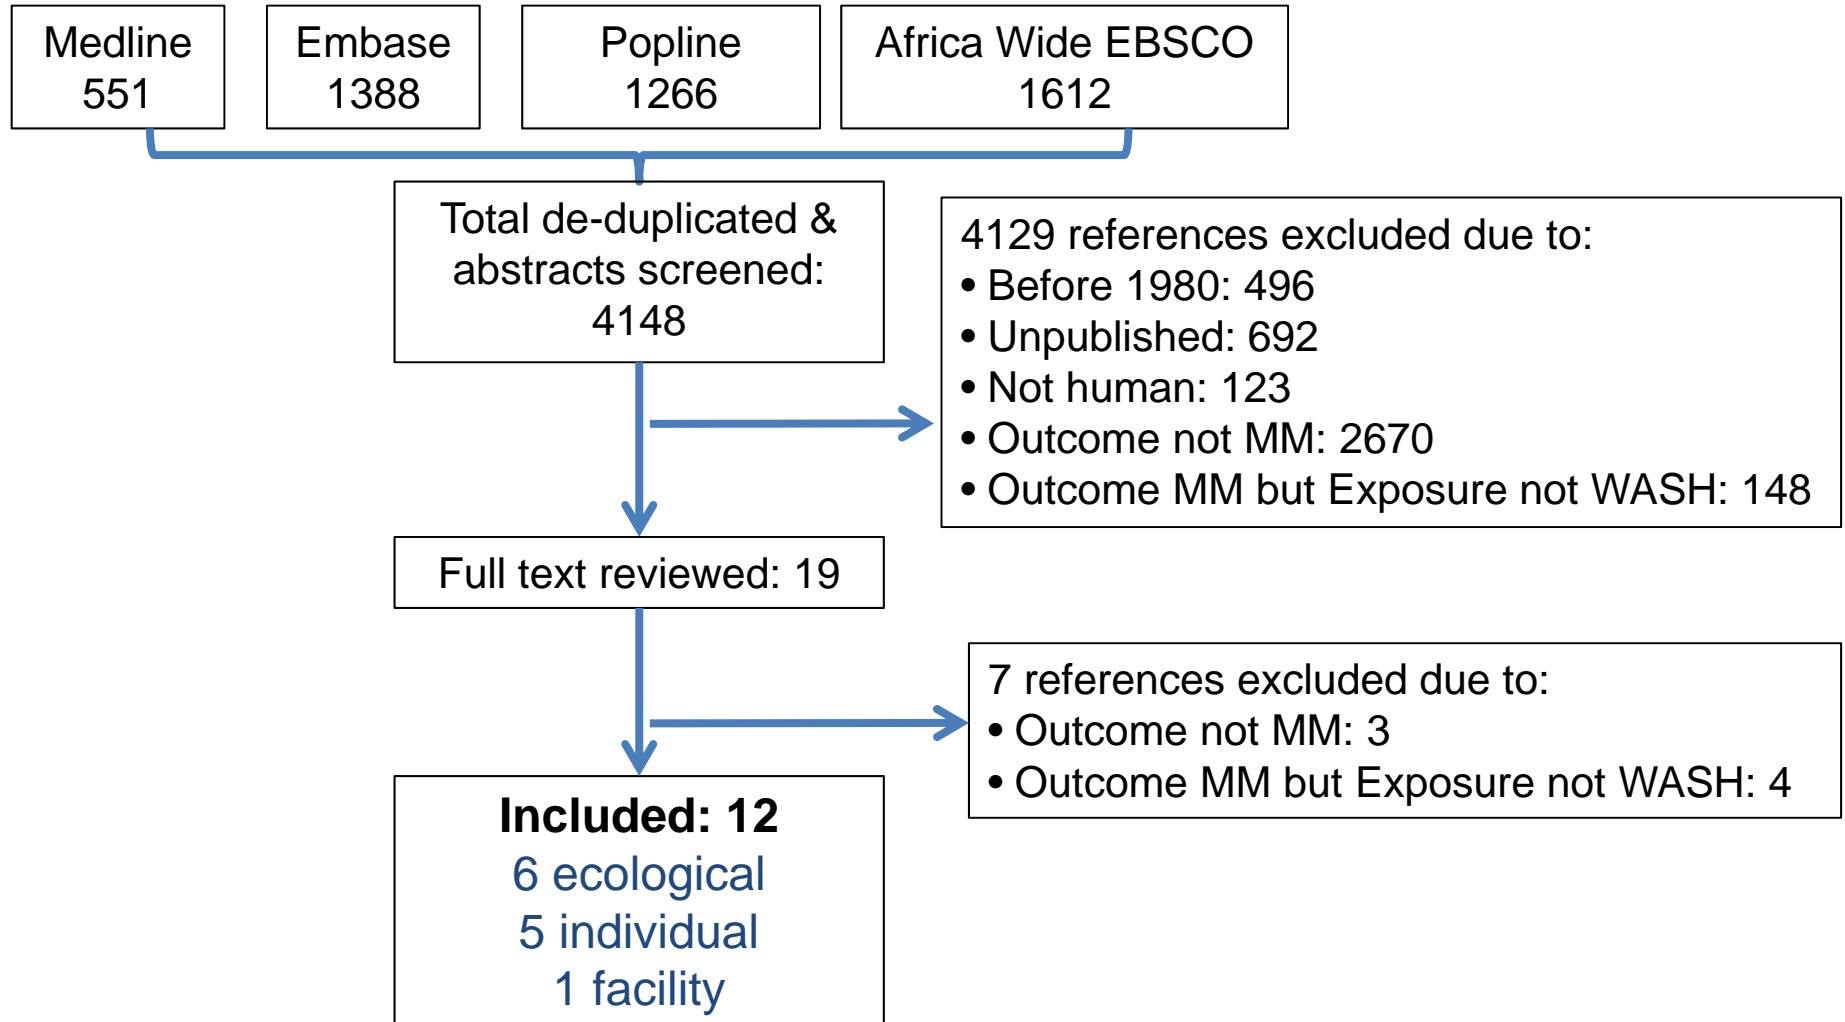 Medline
551
Embase
1388
Popline
1266
Africa Wide EBSCO
1612
Total de-duplicated &
abstracts screened:
4148
4129 references excluded due to:
• Before 1980: 496
• Unpublished: 692
• Not human: 123
• Outcome not MM: 2670
• Outcome MM but Exposure not WASH: 148
Full text reviewed: 19
7 references excluded due to:
• Outcome not MM: 3
• Outcome MM but Exposure not WASH: 4
Included: 12
6 ecological
5 individual
1 facility